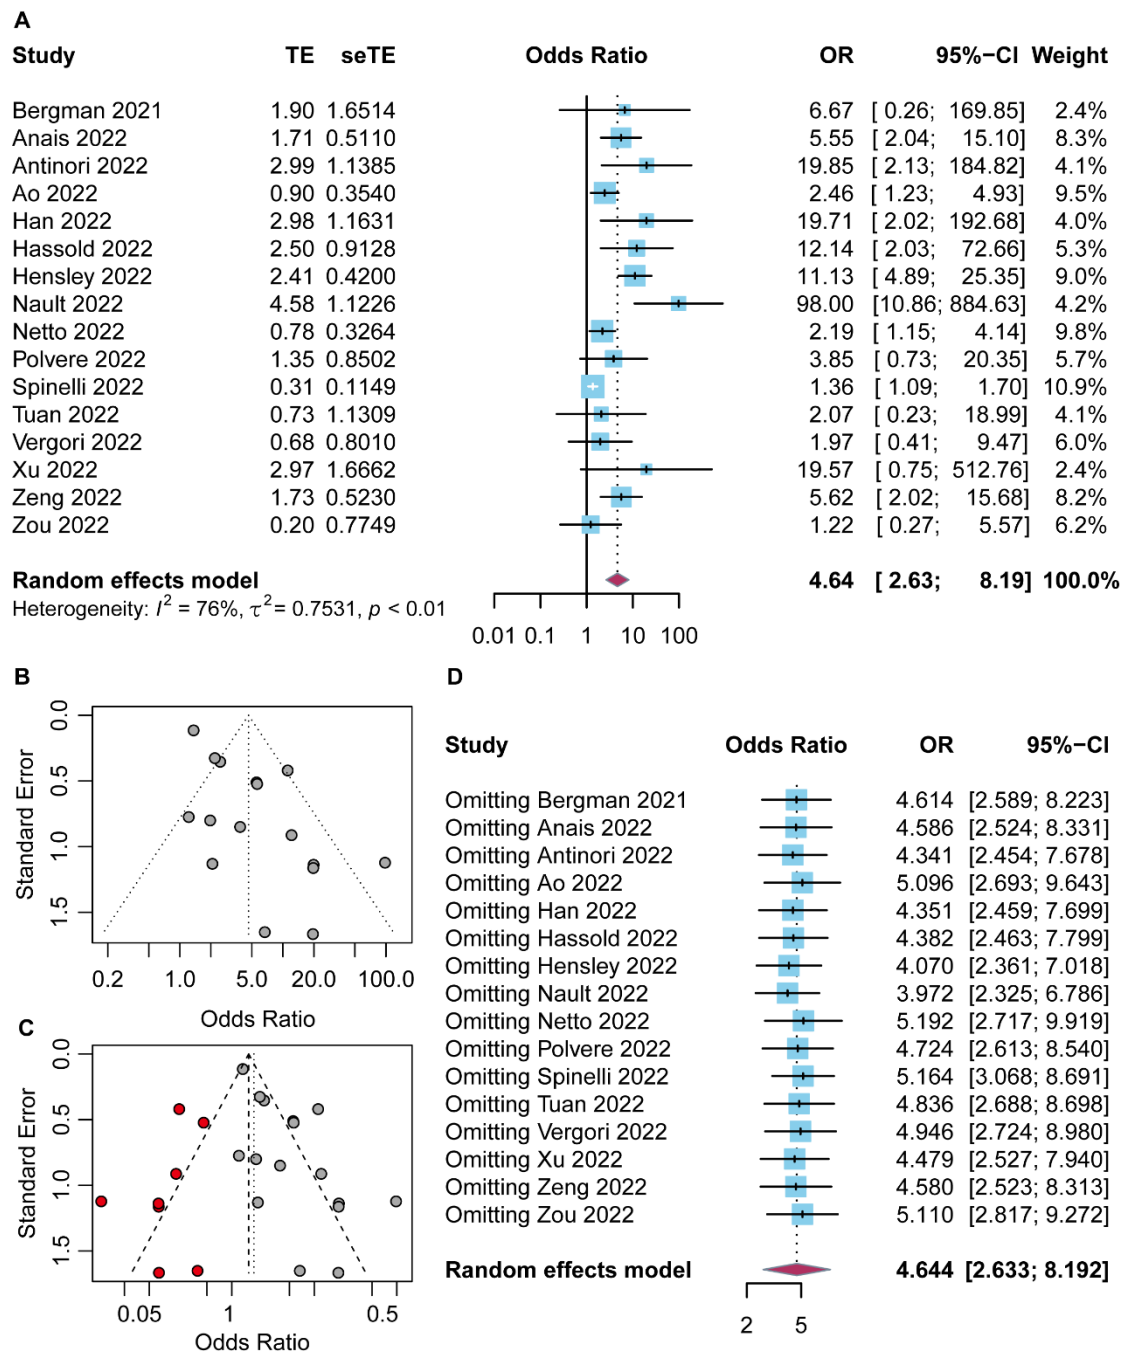 A
Study TE seTE Odds Ratio OR 95%−CI Weight
Bergman 2021 1.90 1.6514 6.67 [ 0.26; 169.85] 2.4%
Anais 2022 1.71 0.5110 5.55 [ 2.04; 15.10] 8.3%
Antinori 2022 2.99 1.1385 19.85 [ 2.13; 184.82] 4.1%
Ao 2022 0.90 0.3540 2.46 [ 1.23; 4.93] 9.5%
Han 2022 2.98 1.1631 19.71 [ 2.02; 192.68] 4.0%
Hassold 2022 2.50 0.9128 12.14 [ 2.03; 72.66] 5.3%
Hensley 2022 2.41 0.4200 11.13 [ 4.89; 25.35] 9.0%
Nault 2022 4.58 1.1226 98.00 [10.86; 884.63] 4.2%
Netto 2022 0.78 0.3264 2.19 [ 1.15; 4.14] 9.8%
Polvere 2022 1.35 0.8502 3.85 [ 0.73; 20.35] 5.7%
Spinelli 2022 0.31 0.1149 1.36 [ 1.09; 1.70] 10.9%
Tuan 2022 0.73 1.1309 2.07 [ 0.23; 18.99] 4.1%
Vergori 2022 0.68 0.8010 1.97 [ 0.41; 9.47] 6.0%
Xu 2022 2.97 1.6662 19.57 [ 0.75; 512.76] 2.4%
Zeng 2022 1.73 0.5230 5.62 [ 2.02; 15.68] 8.2%
Zou 2022 0.20 0.7749 1.22 [ 0.27; 5.57] 6.2%
Random effects model 4.64 [ 2.63; 8.19] 100.0%
Heterogeneity: I² = 76%, τ² = 0.7531, p < 0.01
0.01 0.1 1 10 100
B
Standard Error
0.0
0.5
1.0
1.5
0.2 1.0 5.0 20.0 100.0
Odds Ratio
C
Standard Error
0.0
0.5
1.0
1.5
0.05 1 0.5
Odds Ratio
D
Study Odds Ratio OR 95%−CI
Omitting Bergman 2021 4.614 [2.589; 8.223]
Omitting Anais 2022 4.586 [2.524; 8.331]
Omitting Antinori 2022 4.341 [2.454; 7.678]
Omitting Ao 2022 5.096 [2.693; 9.643]
Omitting Han 2022 4.351 [2.459; 7.699]
Omitting Hassold 2022 4.382 [2.463; 7.799]
Omitting Hensley 2022 4.070 [2.361; 7.018]
Omitting Nault 2022 3.972 [2.325; 6.786]
Omitting Netto 2022 5.192 [2.717; 9.919]
Omitting Polvere 2022 4.724 [2.613; 8.540]
Omitting Spinelli 2022 5.164 [3.068; 8.691]
Omitting Tuan 2022 4.836 [2.688; 8.698]
Omitting Vergori 2022 4.946 [2.724; 8.980]
Omitting Xu 2022 4.479 [2.527; 7.940]
Omitting Zeng 2022 4.580 [2.523; 8.313]
Omitting Zou 2022 5.110 [2.817; 9.272]
Random effects model 4.644 [2.633; 8.192]
2 5